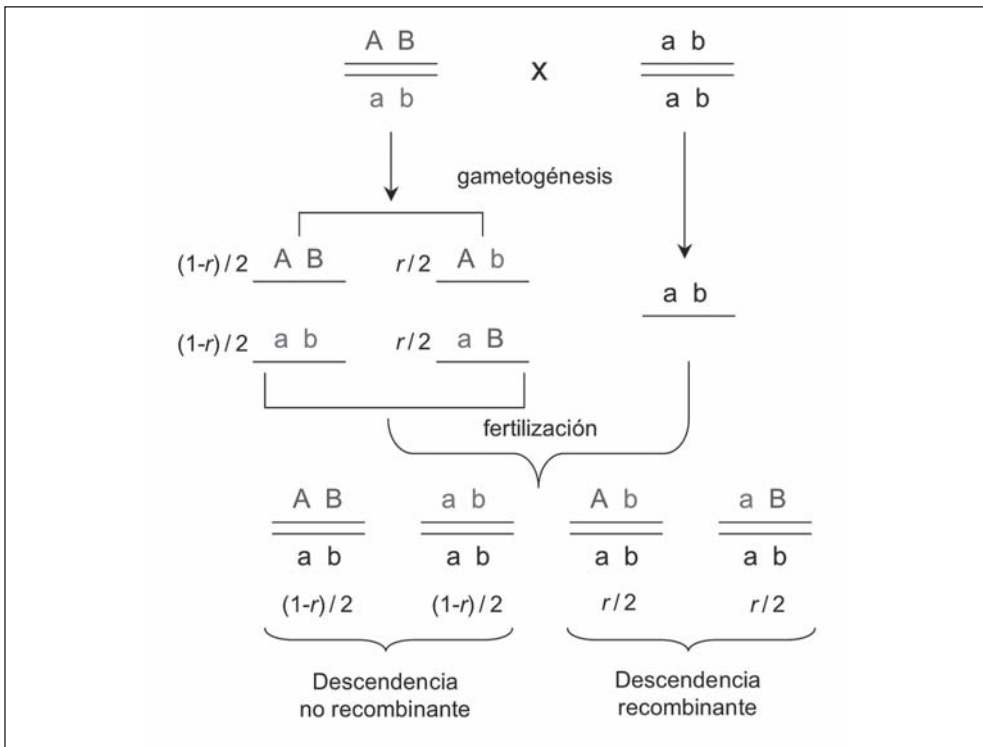 A B
a b
x
a b
a b
gametogénesis
(1-r)/2 A B
r/2 A b
a b
(1-r)/2 a b
r/2 a B
fertilización
A B
a b
A b
a B
a b
a b
a b
a b
(1-r)/2
(1-r)/2
r/2
r/2
Descendencia
no recombinante
Descendencia
recombinante